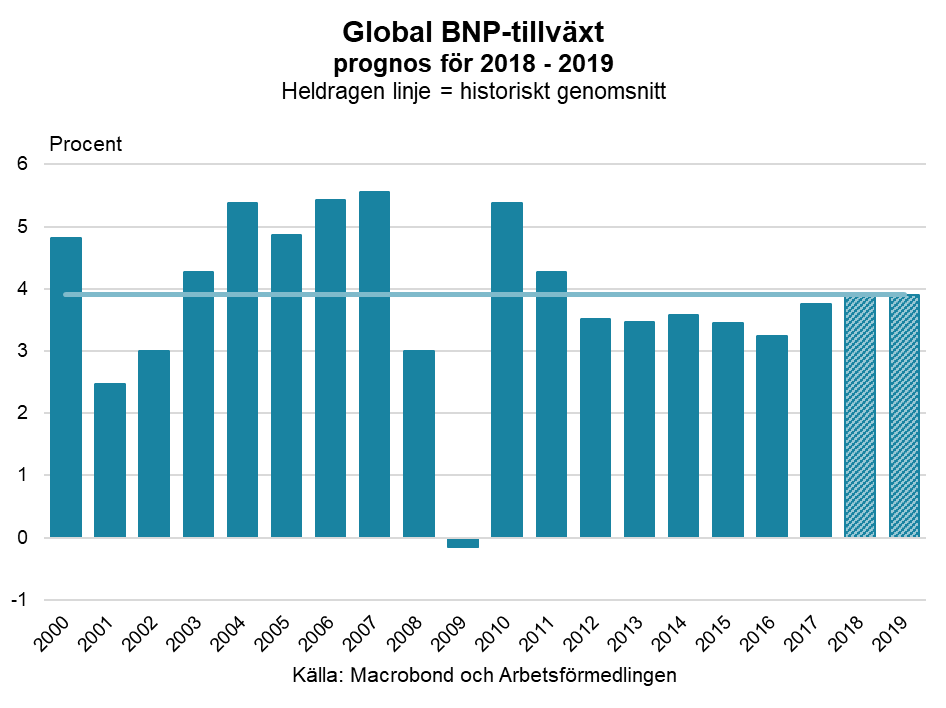 Global BNP-tillväxt
prognos för 2018 - 2019
Heldragen linje = historiskt genomsnitt
Procent
6
5
4
3
2
1
0
-1
2000 2001 2002 2003 2004 2005 2006 2007 2008 2009 2010 2011 2012 2013 2014 2015 2016 2017 2018 2019
Källa: Macrobond och Arbetsförmedlingen